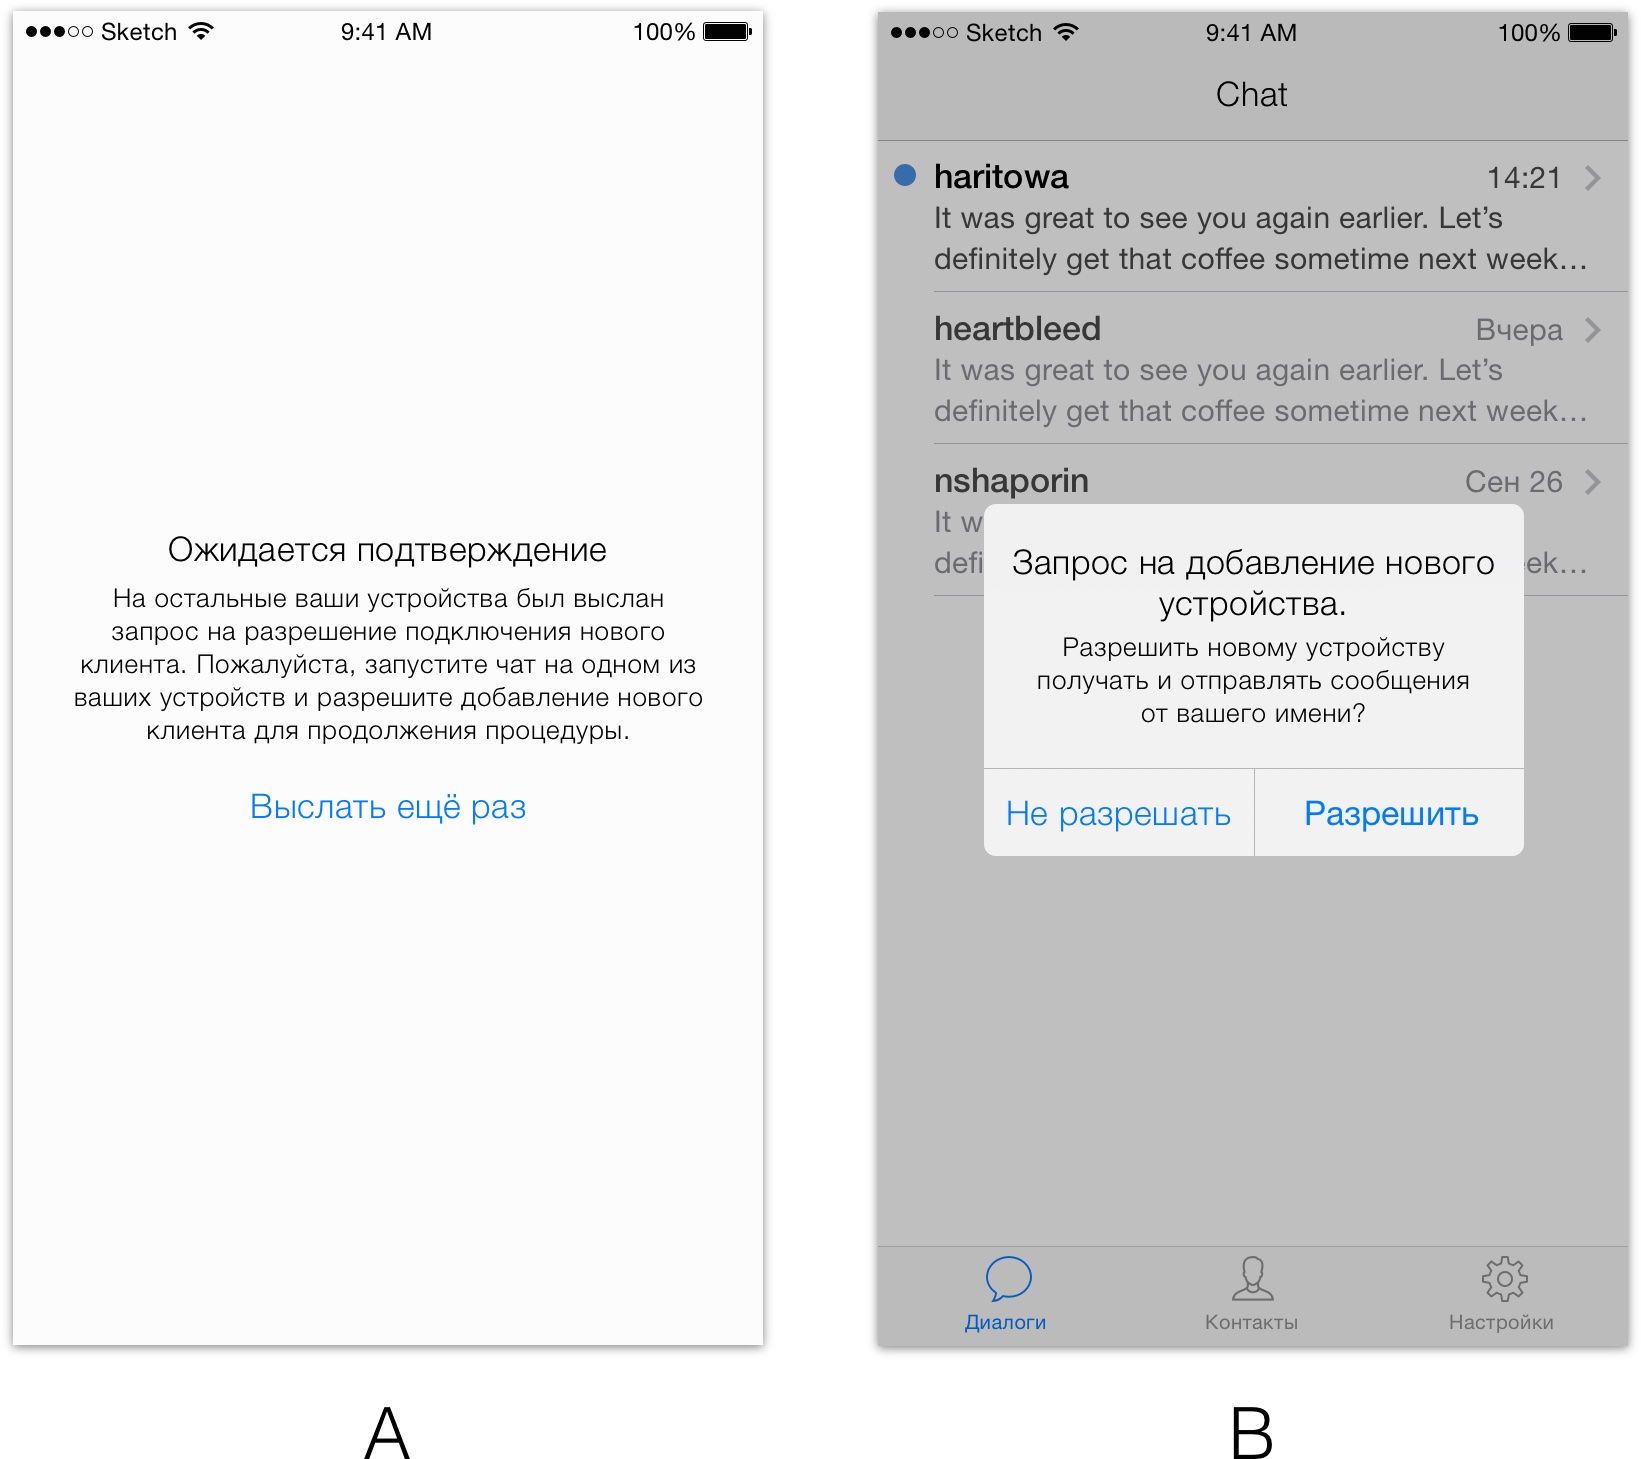 Sketch 9:41 AM 100%
Ожидается подтверждение
На остальные ваши устройства был выслан
запрос на разрешение подключения нового
клиента. Пожалуйста, запустите чат на одном из
ваших устройств и разрешите добавление нового
клиента для продолжения процедуры.
Выслать ещё раз
A
Sketch 9:41 AM 100%
Chat
haritowa 14:21
It was great to see you again earlier. Let’s
definitely get that coffee sometime next week…
heartbleed Вчера
It was great to see you again earlier. Let’s
definitely get that coffee sometime next week…
nshaporin Сен 26
It w
defi ek…
Запрос на добавление нового
устройства.
Разрешить новому устройству
получать и отправлять сообщения
от вашего имени?
Не разрешать Разрешить
Диалоги Контакты Настройки
B